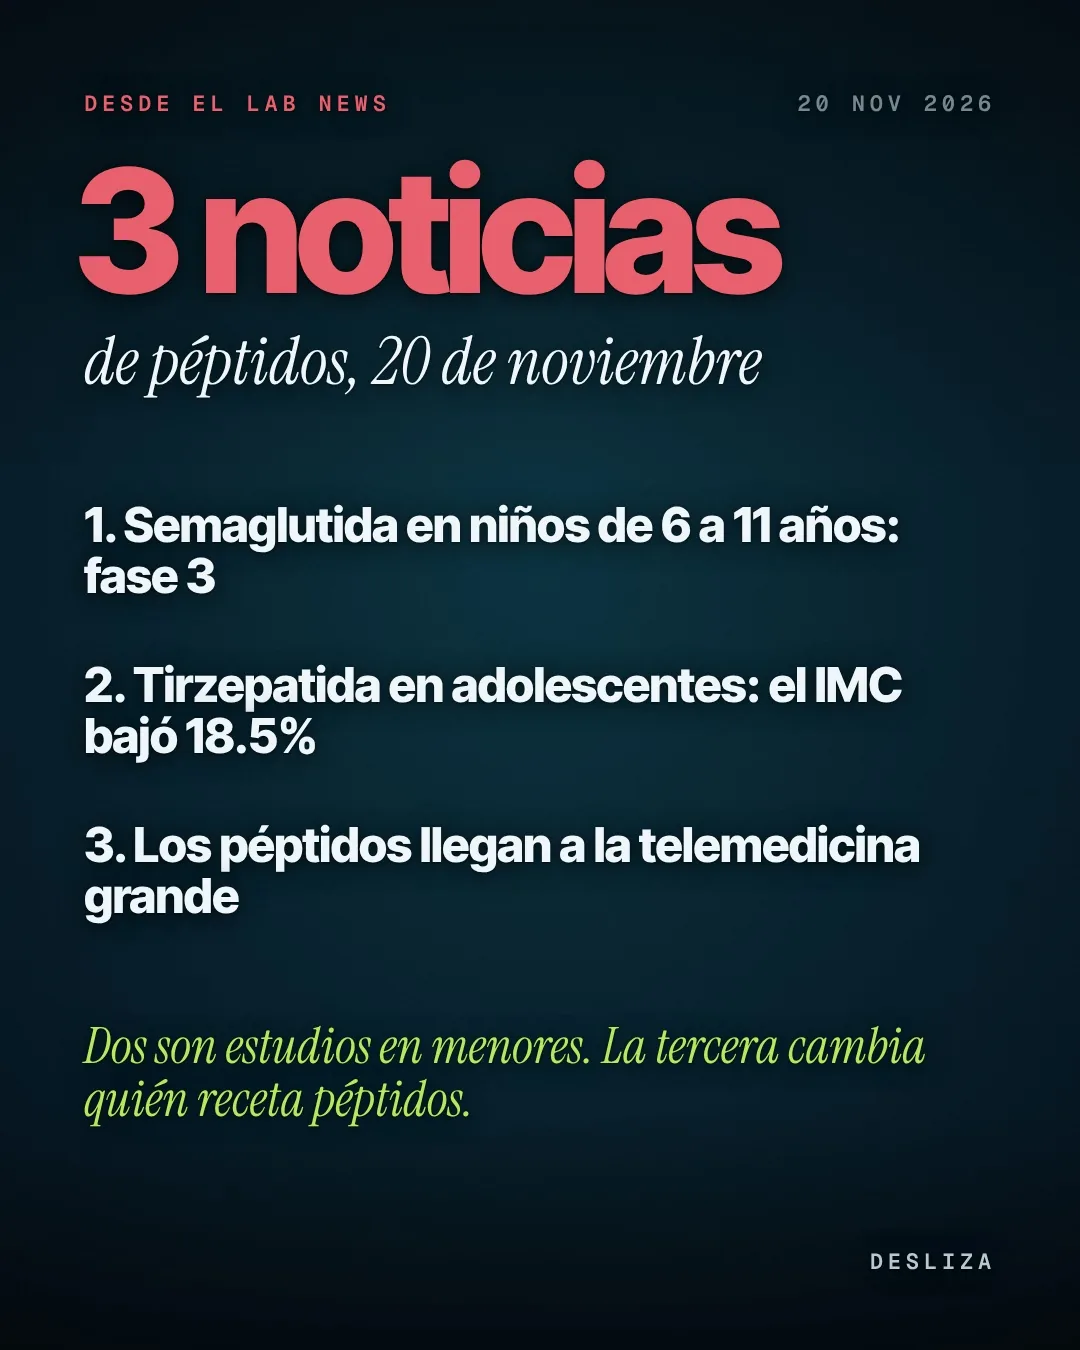 DESDE EL LAB NEWS
20 NOV 2026
3 noticias
de péptidos, 20 de noviembre
1. Semaglutida en niños de 6 a 11 años:
fase 3
2. Tirzepatida en adolescentes: el IMC
bajó 18.5%
3. Los péptidos llegan a la telemedicina
grande
Dos son estudios en menores. La tercera cambia
quién receta péptidos.
DESLIZA